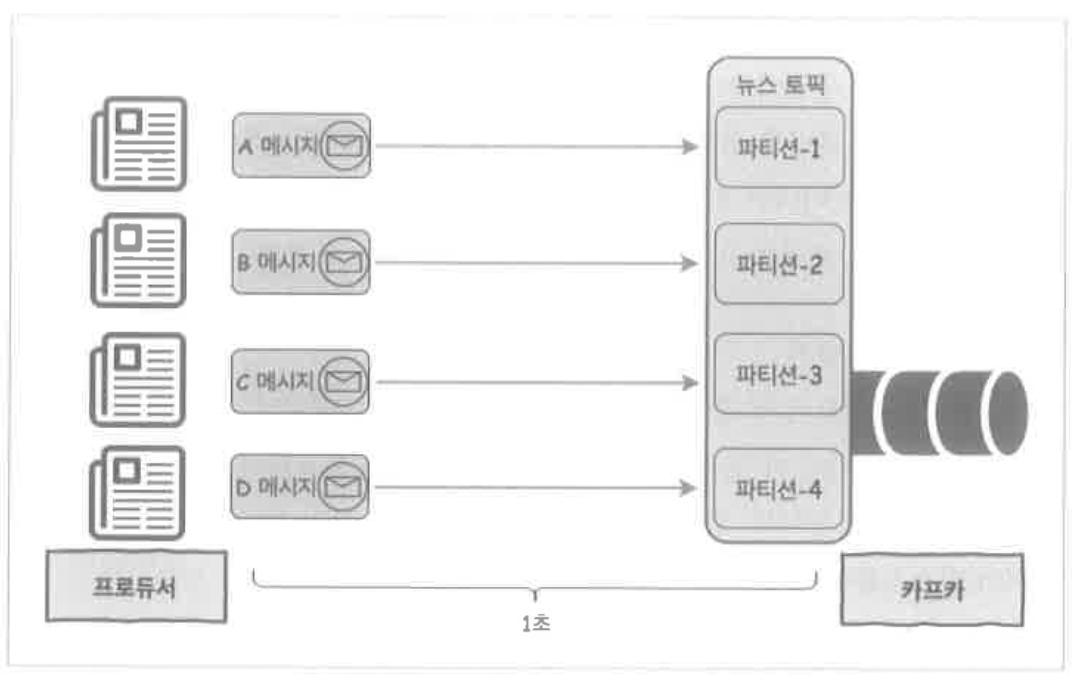 뉴스 토픽
A 메시지
파티션-1
B 메시지
파티션-2
C 메시지
파티션-3
D 메시지
파티션-4
프로듀서
카프카
1초